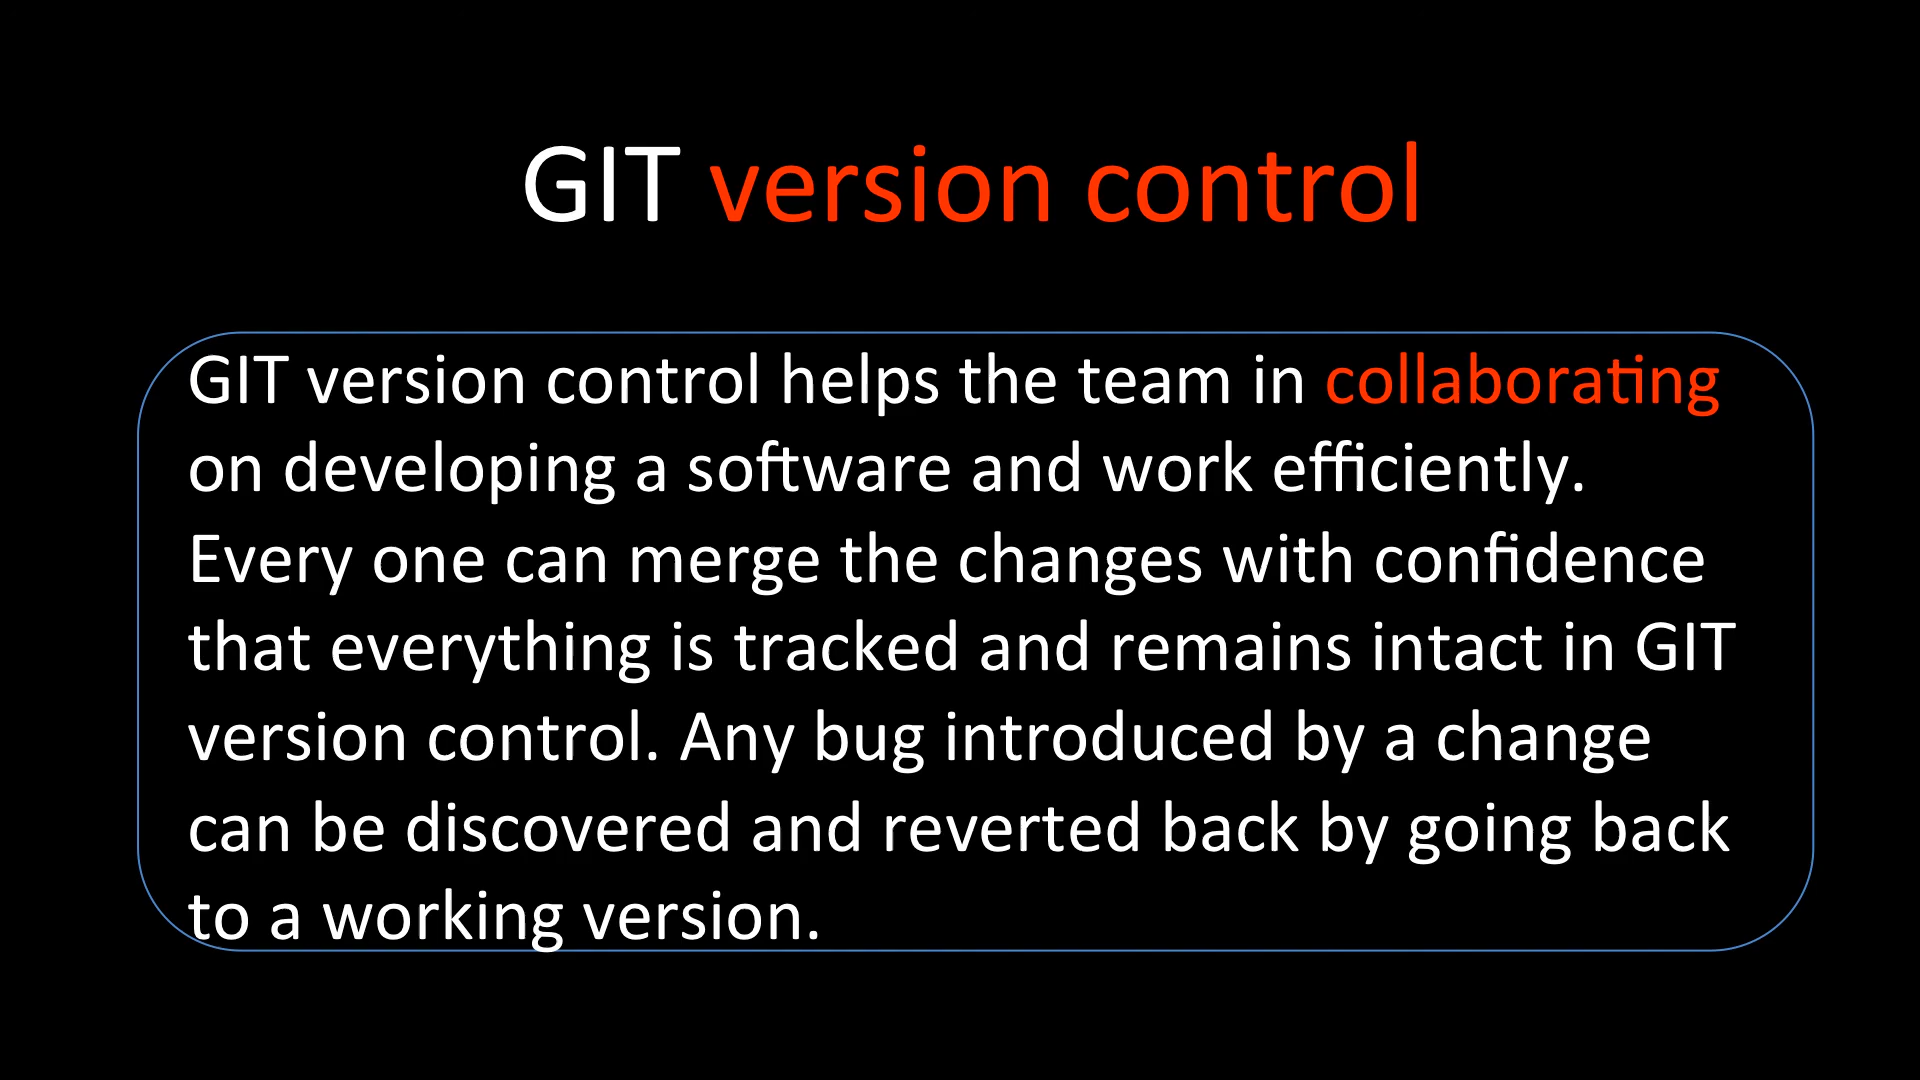 GIT version control
GIT version control helps the team in collaborating
on developing a software and work efficiently.
Every one can merge the changes with confidence
that everything is tracked and remains intact in GIT
version control. Any bug introduced by a change
can be discovered and reverted back by going back
to a working version.